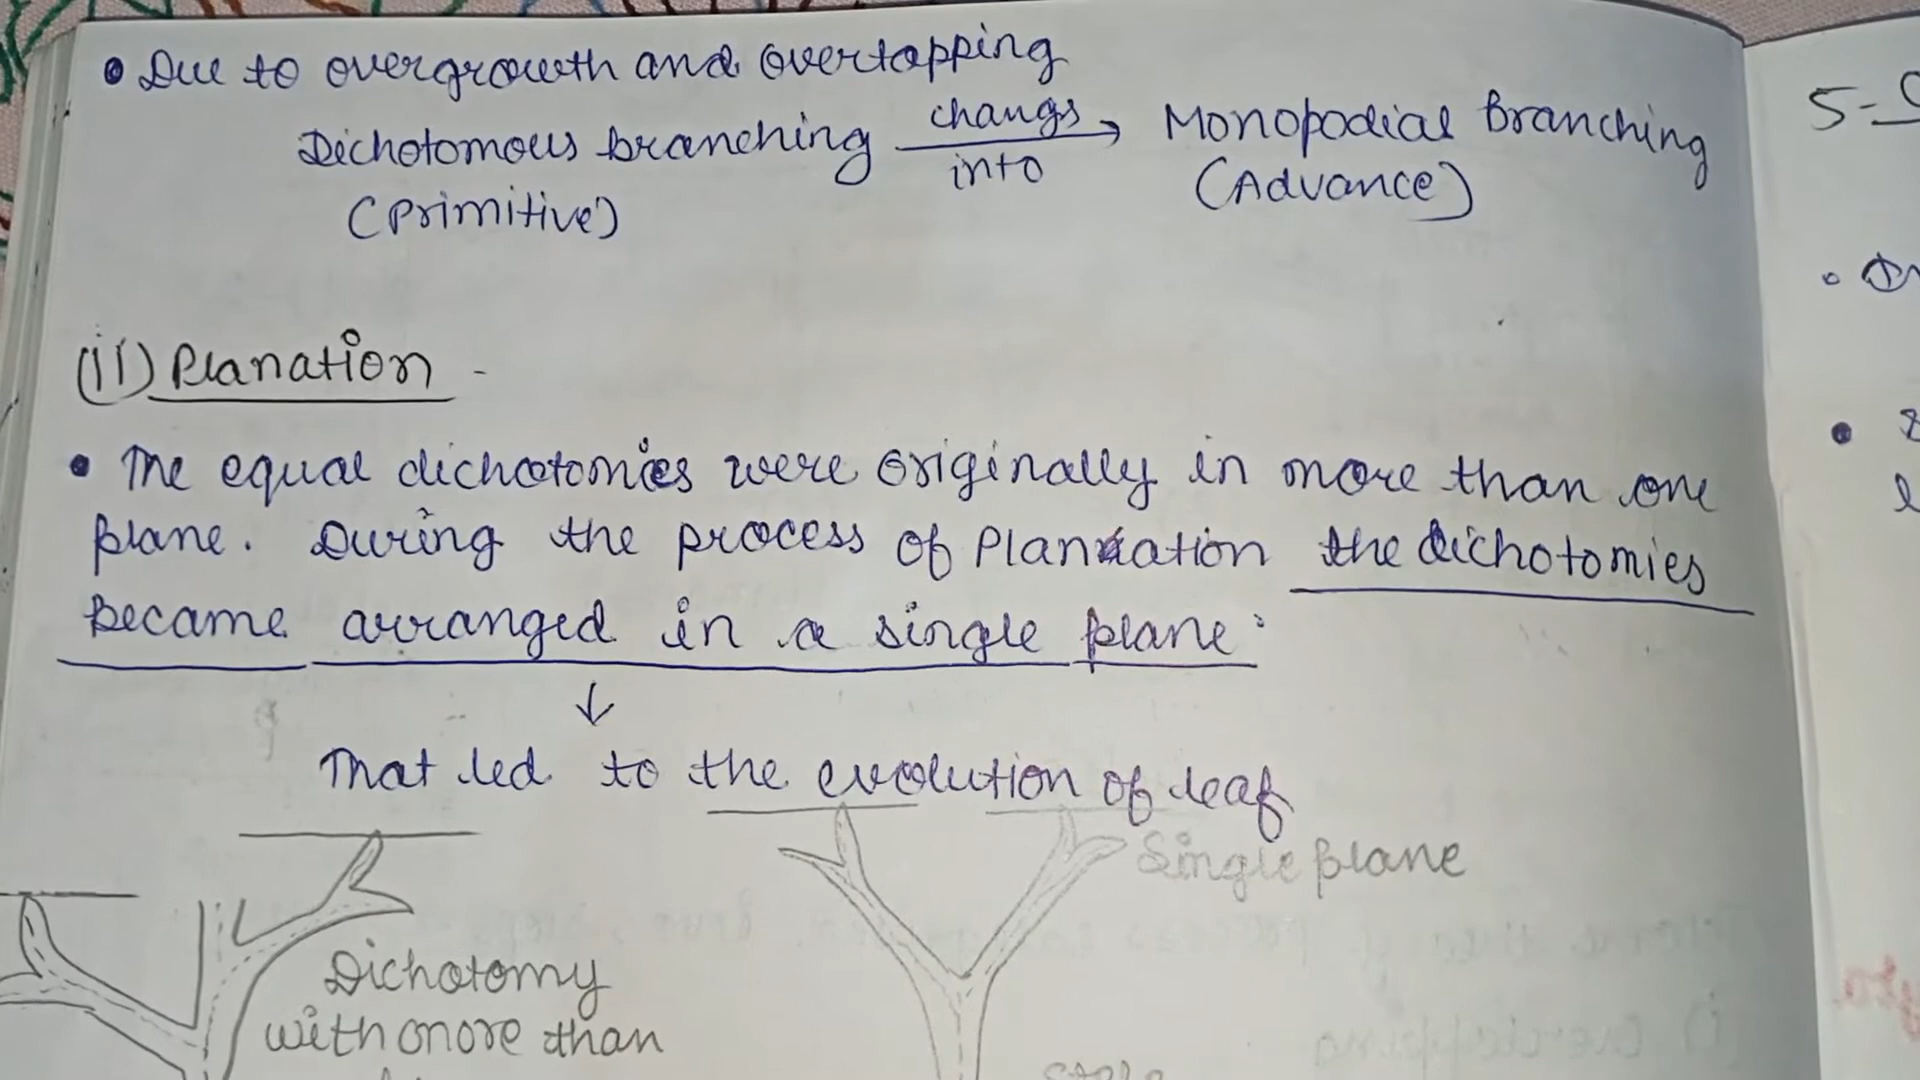 • Due to overgrowth and overtopping
Dichotomous branching changs into → Monopodial Branching
(Primitive) (Advance)
(ii) Planation -
• The equal dichotomies were originally in more than one
plane. During the process of Planation the dichotomies
became arranged in a single plane.
↓
That led to the evolution of leaf
Single plane
Dichotomy
with more than
5-
•
•